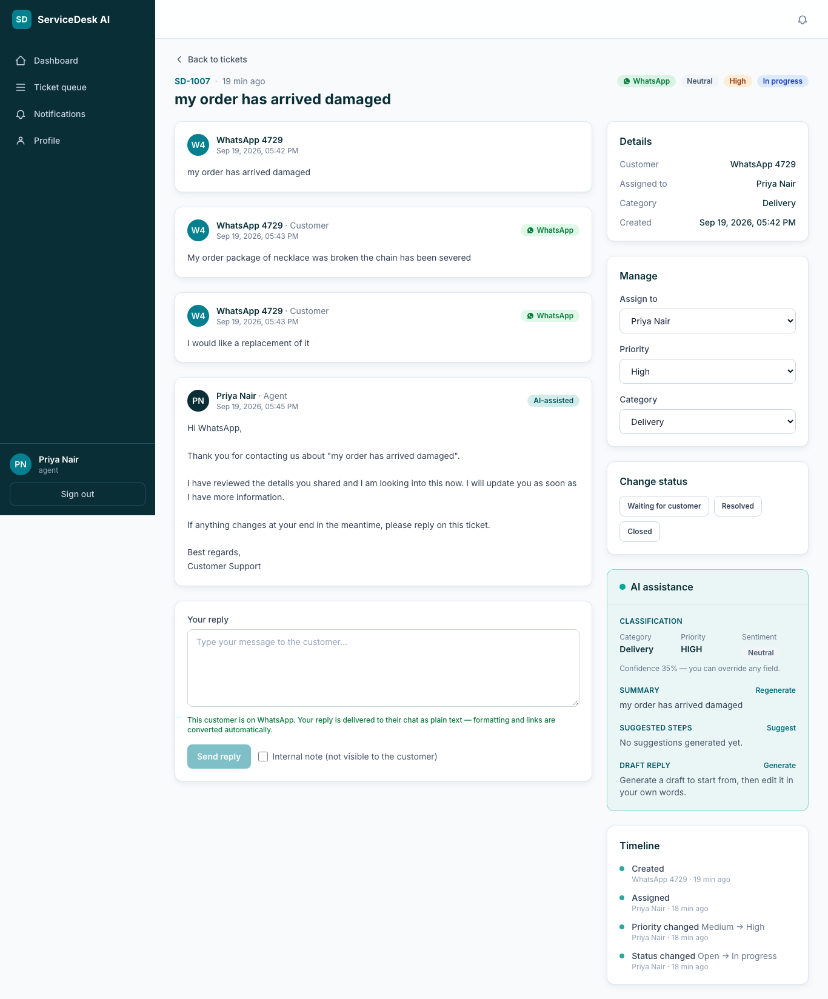 SD ServiceDesk AI
Dashboard
Ticket queue
Notifications
Profile
PN Priya Nair
agent
Sign out
Back to tickets
SD-1007 · 19 min ago
WhatsApp Neutral High In progress
my order has arrived damaged
W4 WhatsApp 4729
Sep 19, 2026, 05:42 PM
my order has arrived damaged
W4 WhatsApp 4729 · Customer
Sep 19, 2026, 05:43 PM
WhatsApp
My order package of necklace was broken the chain has been severed
W4 WhatsApp 4729 · Customer
Sep 19, 2026, 05:43 PM
WhatsApp
I would like a replacement of it
PN Priya Nair · Agent
Sep 19, 2026, 05:45 PM
AI-assisted
Hi WhatsApp,
Thank you for contacting us about "my order has arrived damaged".
I have reviewed the details you shared and I am looking into this now. I will update you as soon as
I have more information.
If anything changes at your end in the meantime, please reply on this ticket.
Best regards,
Customer Support
Your reply
Type your message to the customer...
This customer is on WhatsApp. Your reply is delivered to their chat as plain text — formatting and links are
converted automatically.
Send reply Internal note (not visible to the customer)
Details
Customer WhatsApp 4729
Assigned to Priya Nair
Category Delivery
Created Sep 19, 2026, 05:42 PM
Manage
Assign to
Priya Nair
Priority
High
Category
Delivery
Change status
Waiting for customer Resolved
Closed
AI assistance
CLASSIFICATION
Category Priority Sentiment
Delivery HIGH Neutral
Confidence 35% — you can override any field.
SUMMARY Regenerate
my order has arrived damaged
SUGGESTED STEPS Suggest
No suggestions generated yet.
DRAFT REPLY Generate
Generate a draft to start from, then edit it in
your own words.
Timeline
Created
WhatsApp 4729 · 19 min ago
Assigned
Priya Nair · 18 min ago
Priority changed Medium → High
Priya Nair · 18 min ago
Status changed Open → In progress
Priya Nair · 18 min ago